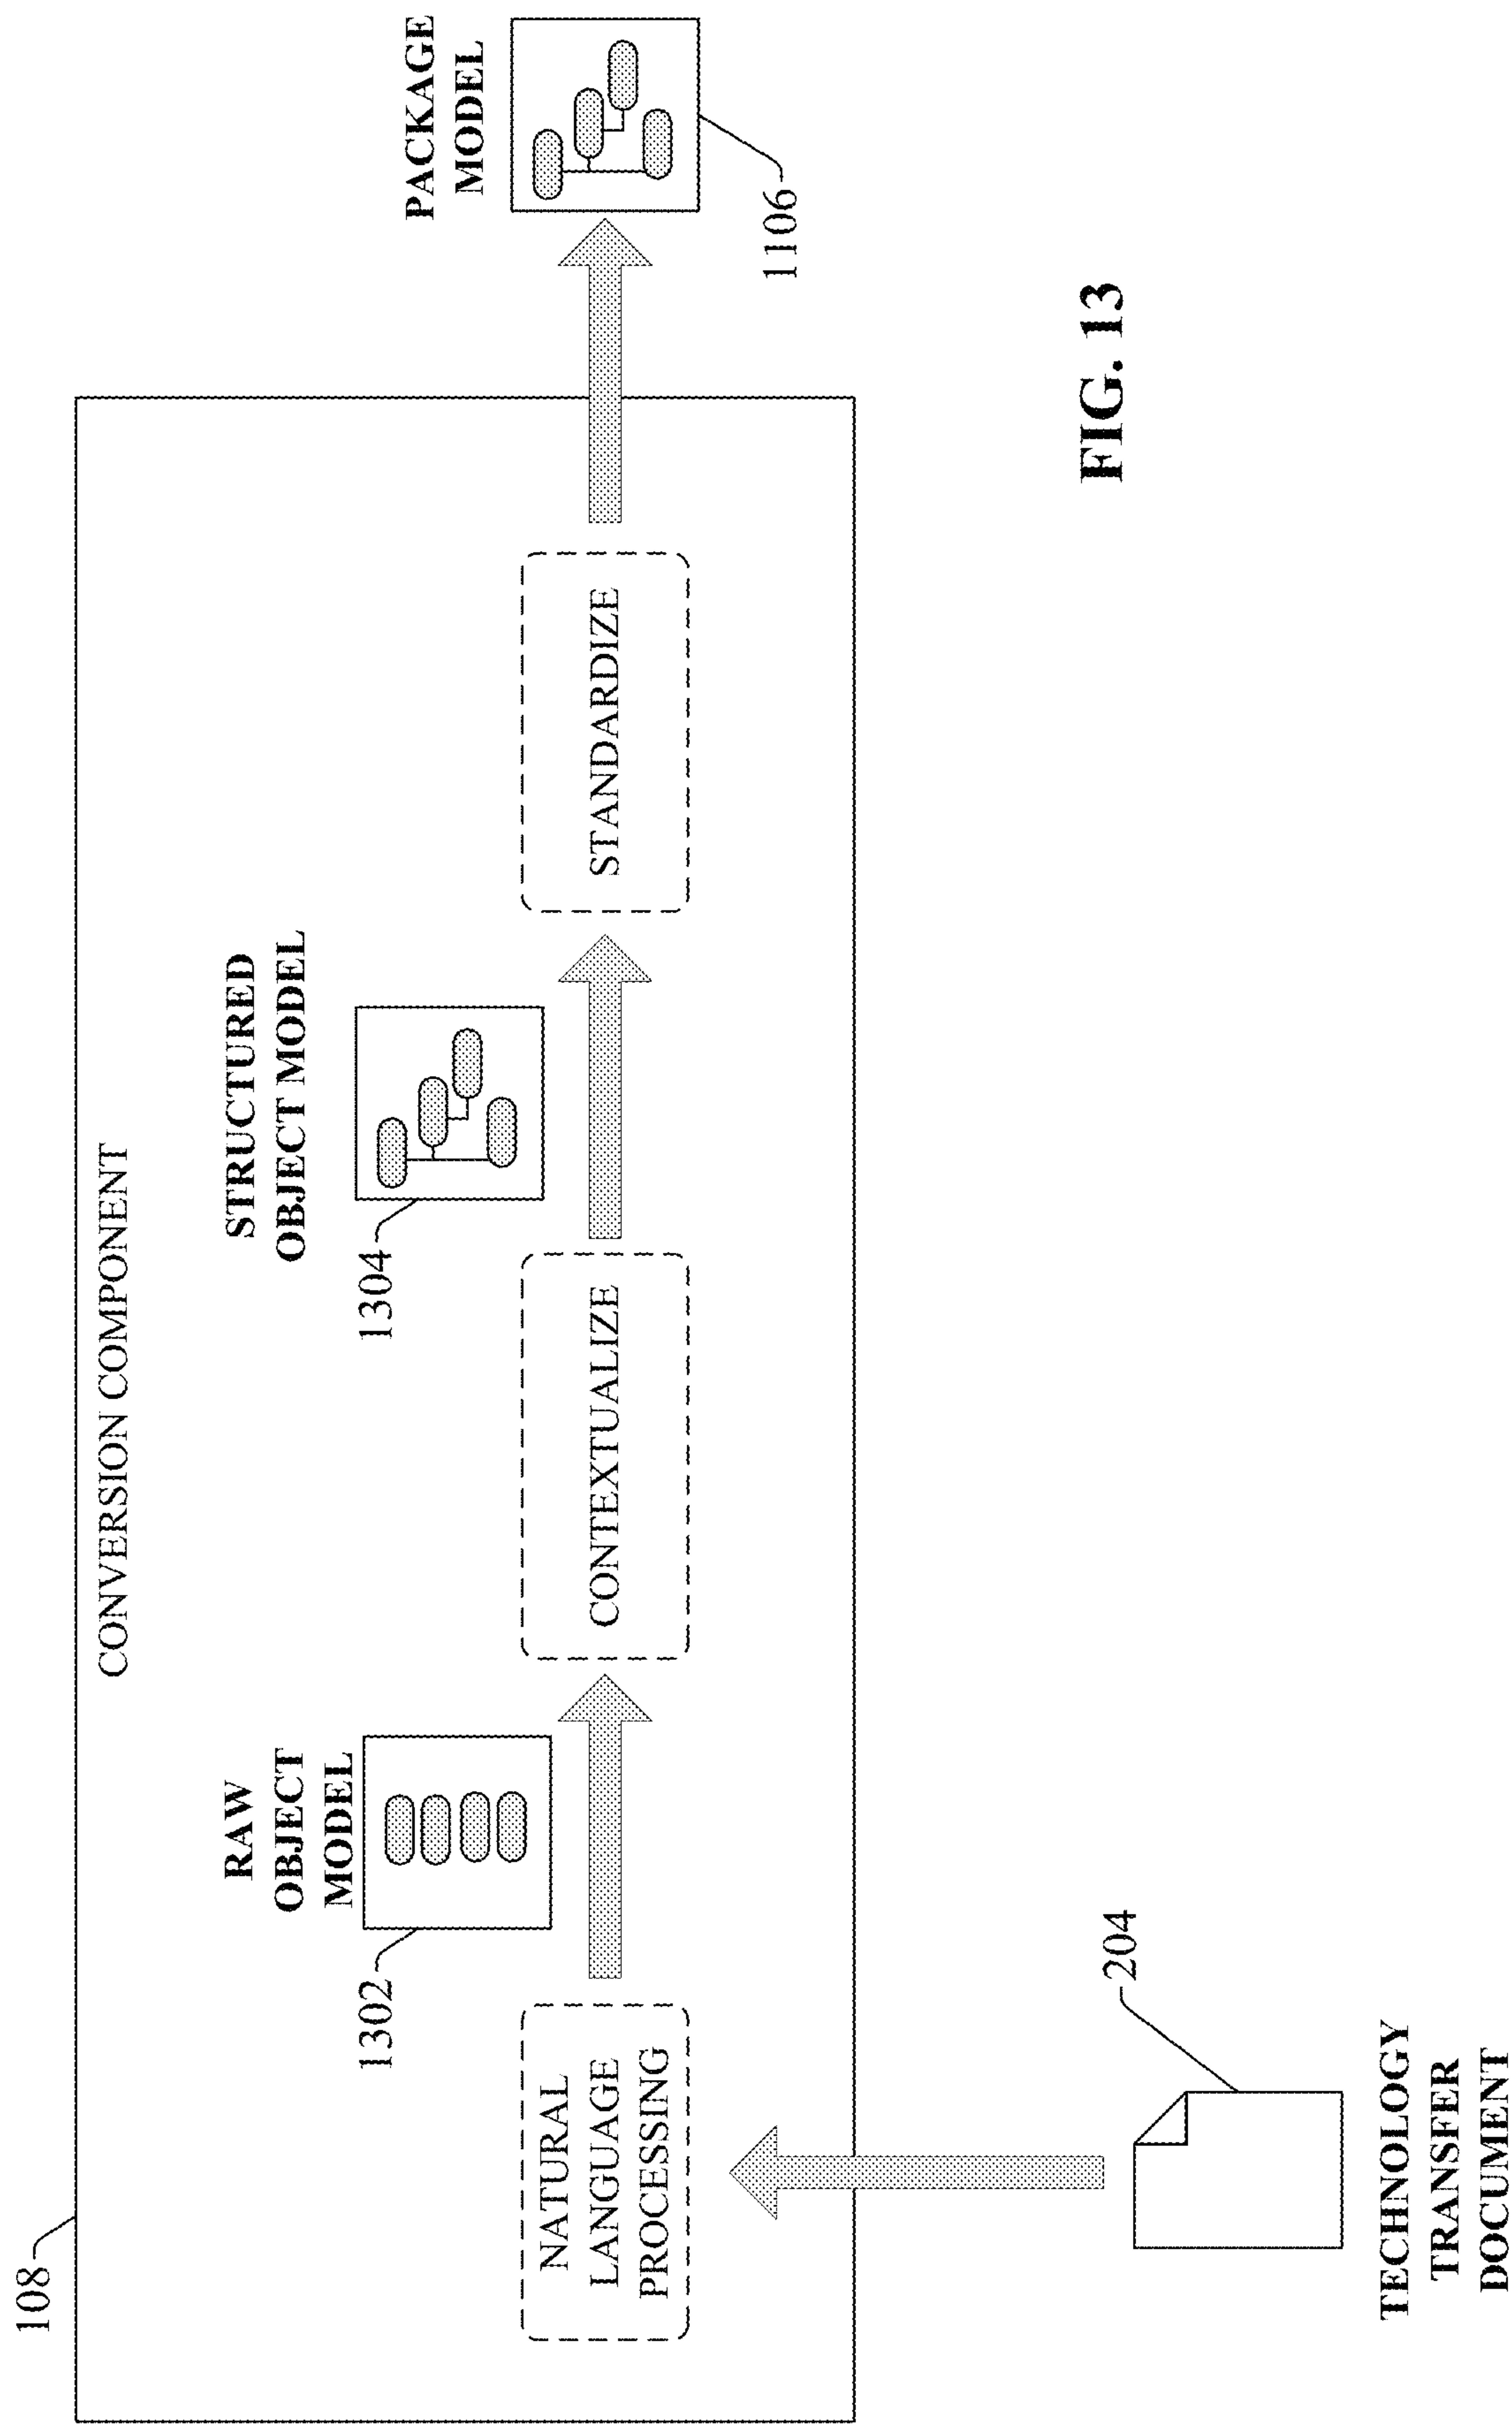 108
CONVERSION COMPONENT
RAW
OBJECT
MODEL
1302
STRUCTURED
OBJECT MODEL
1304
PACKAGE
MODEL
1106
NATURAL
LANGUAGE
PROCESSING
CONTEXTUALIZE
STANDARDIZE
204
TECHNOLOGY
TRANSFER
DOCUMENT
FIG. 13